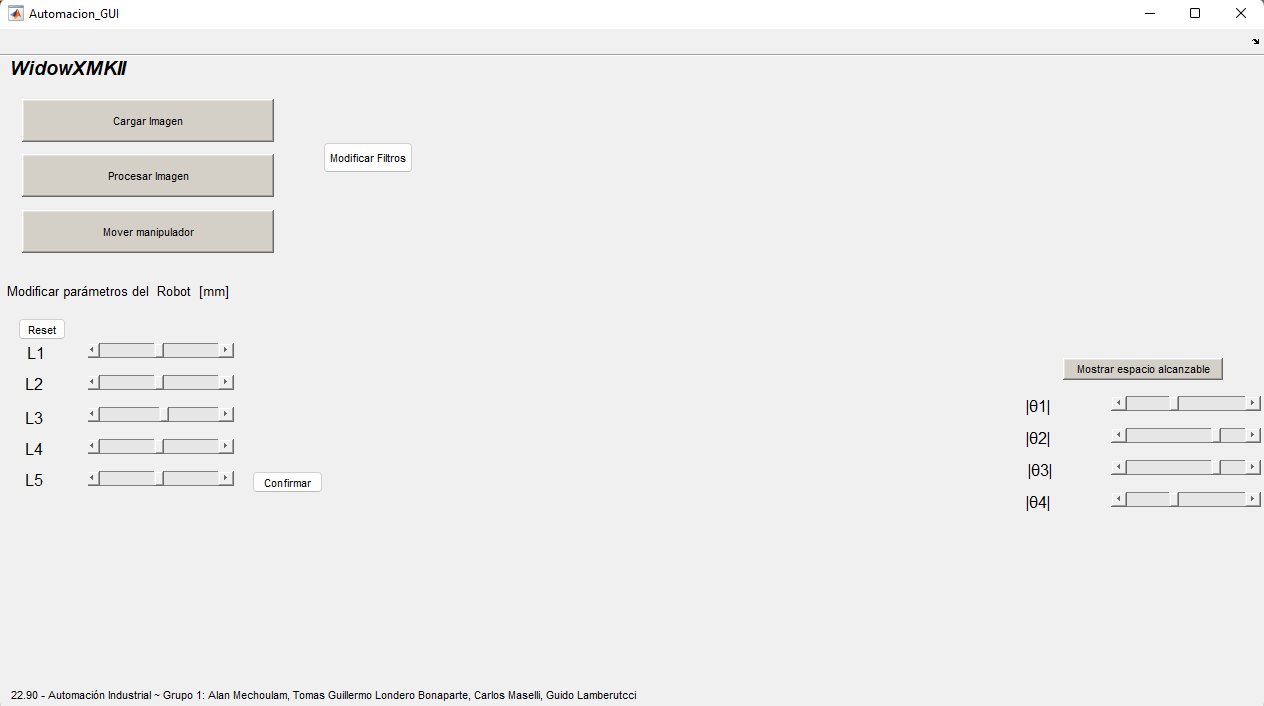 Automacion_GUI
WidowXMKII
Cargar Imagen
Modificar Filtros
Procesar Imagen
Mover manipulador
Modificar parámetros del Robot [mm]
Reset
L1
L2
L3
L4
L5
Confirmar
Mostrar espacio alcanzable
|θ1|
|θ2|
|θ3|
|θ4|
22.90 - Automación Industrial ~ Grupo 1: Alan Mechoulam, Tomas Guillermo Londero Bonaparte, Carlos Maselli, Guido Lamberutcci